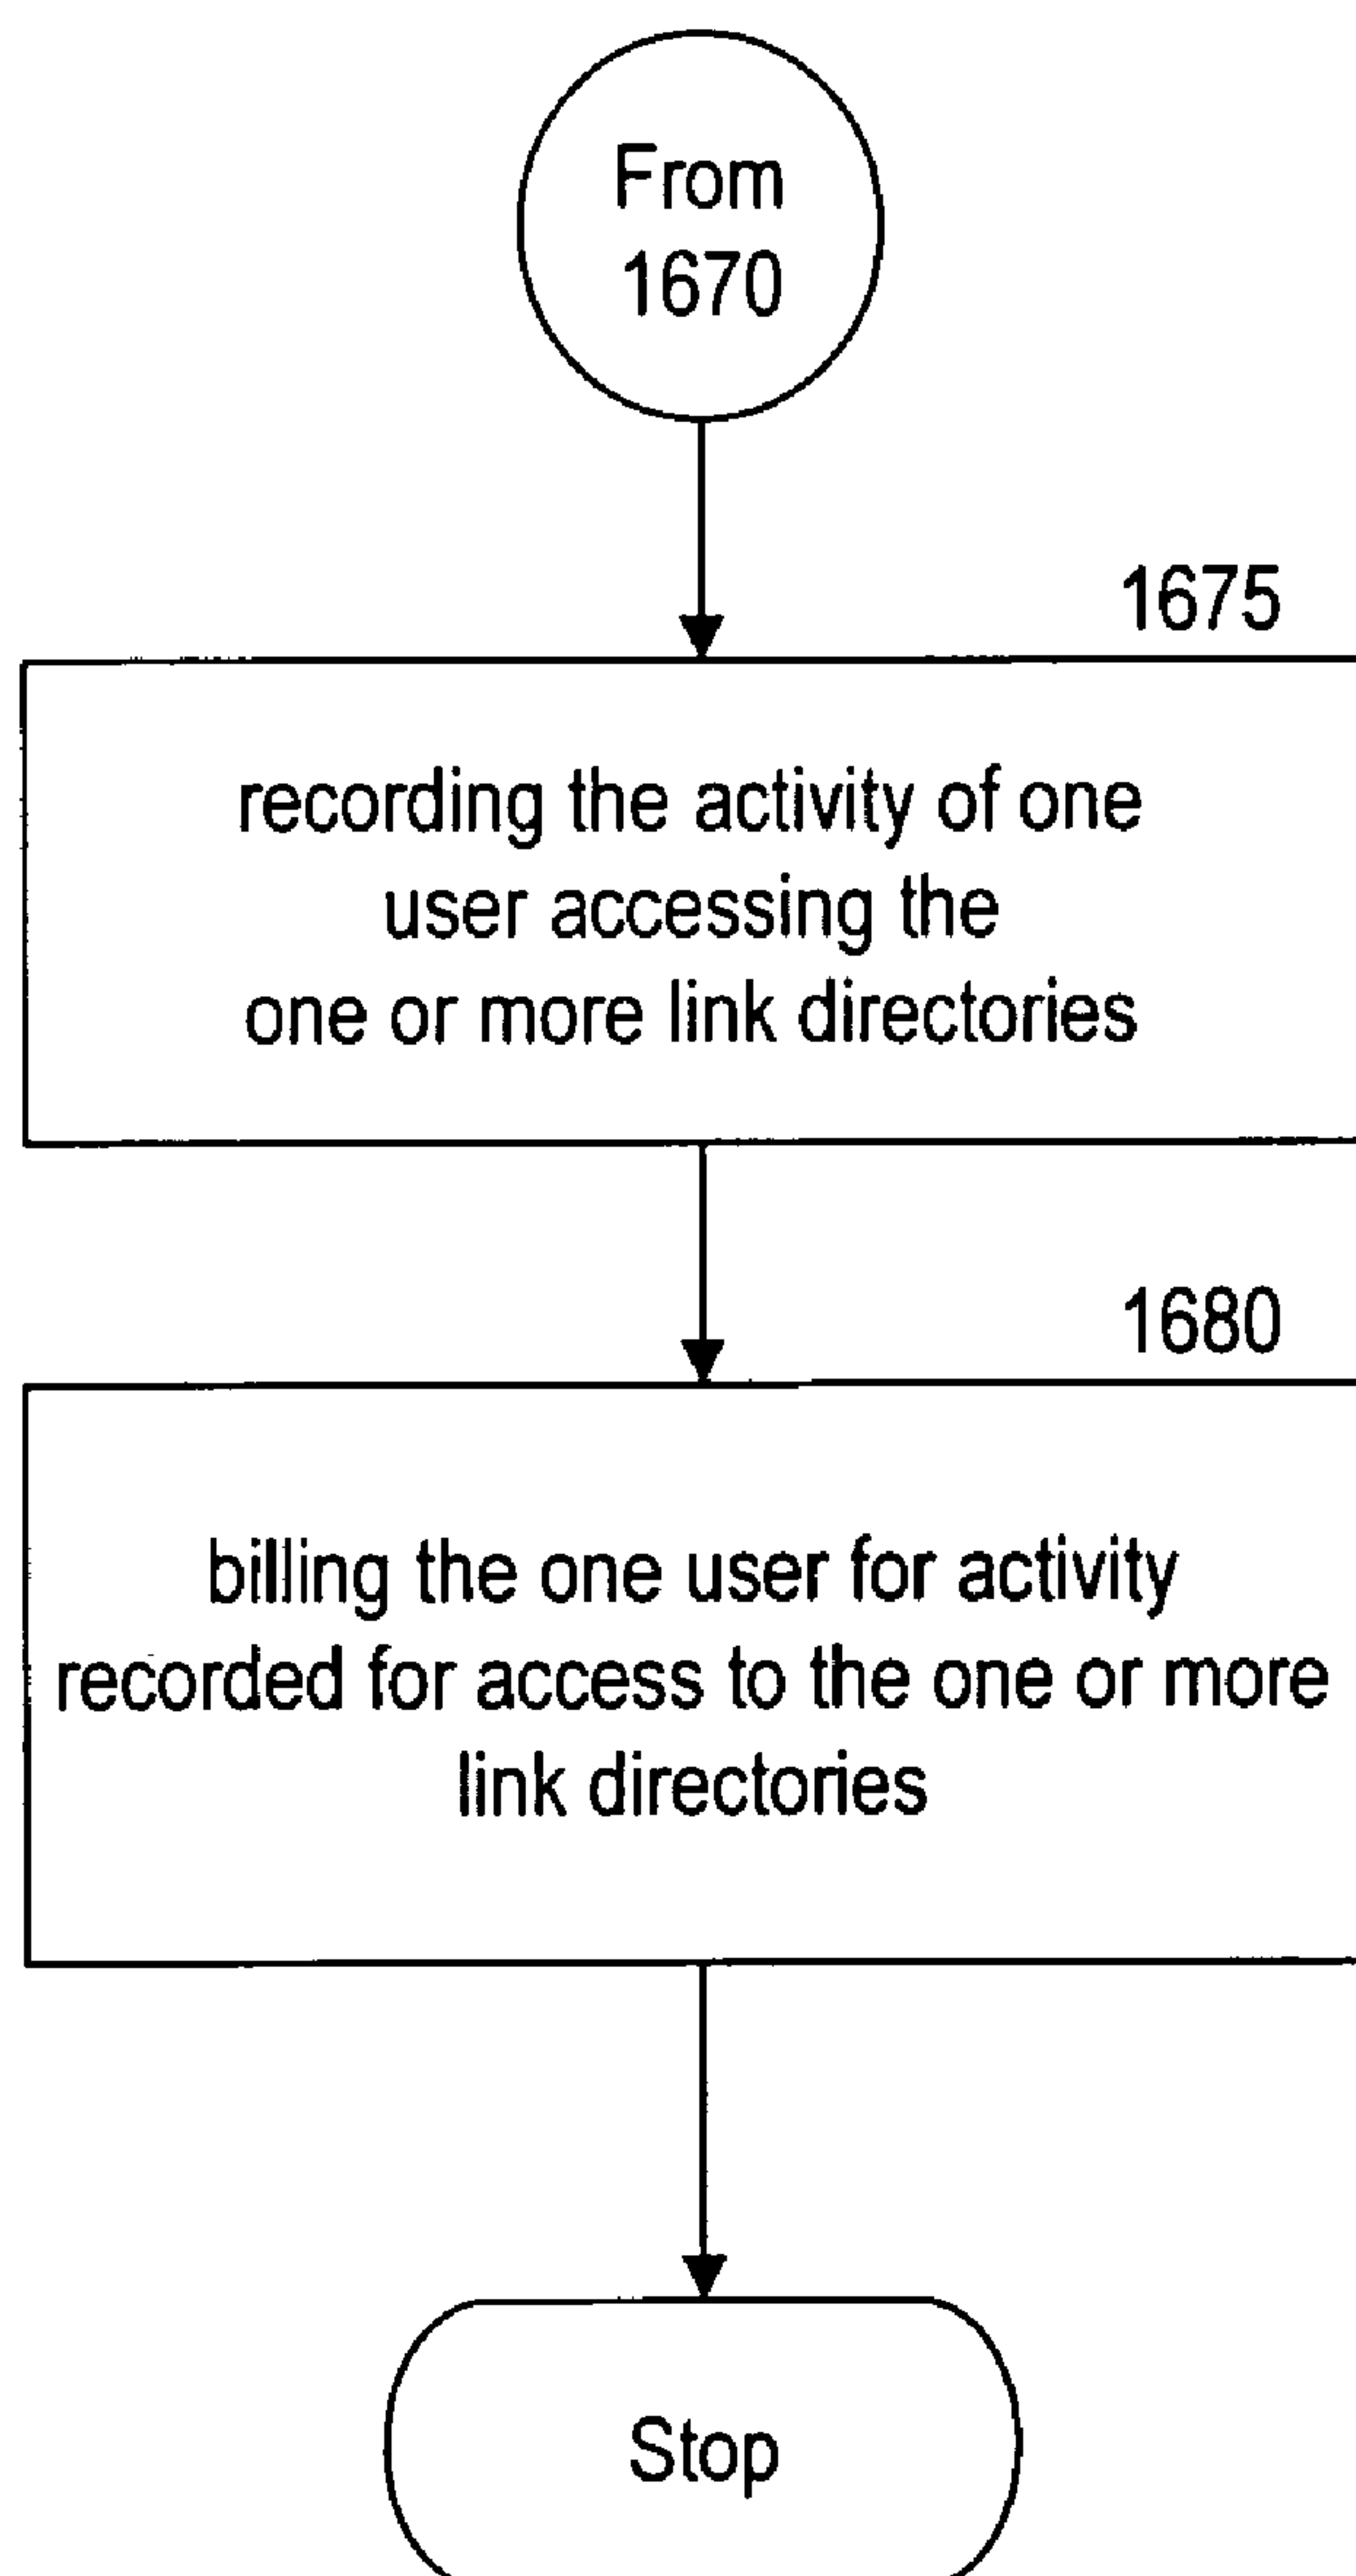 From
1670
1675
recording the activity of one
user accessing the
one or more link directories
1680
billing the one user for activity
recorded for access to the one or more
link directories
Stop